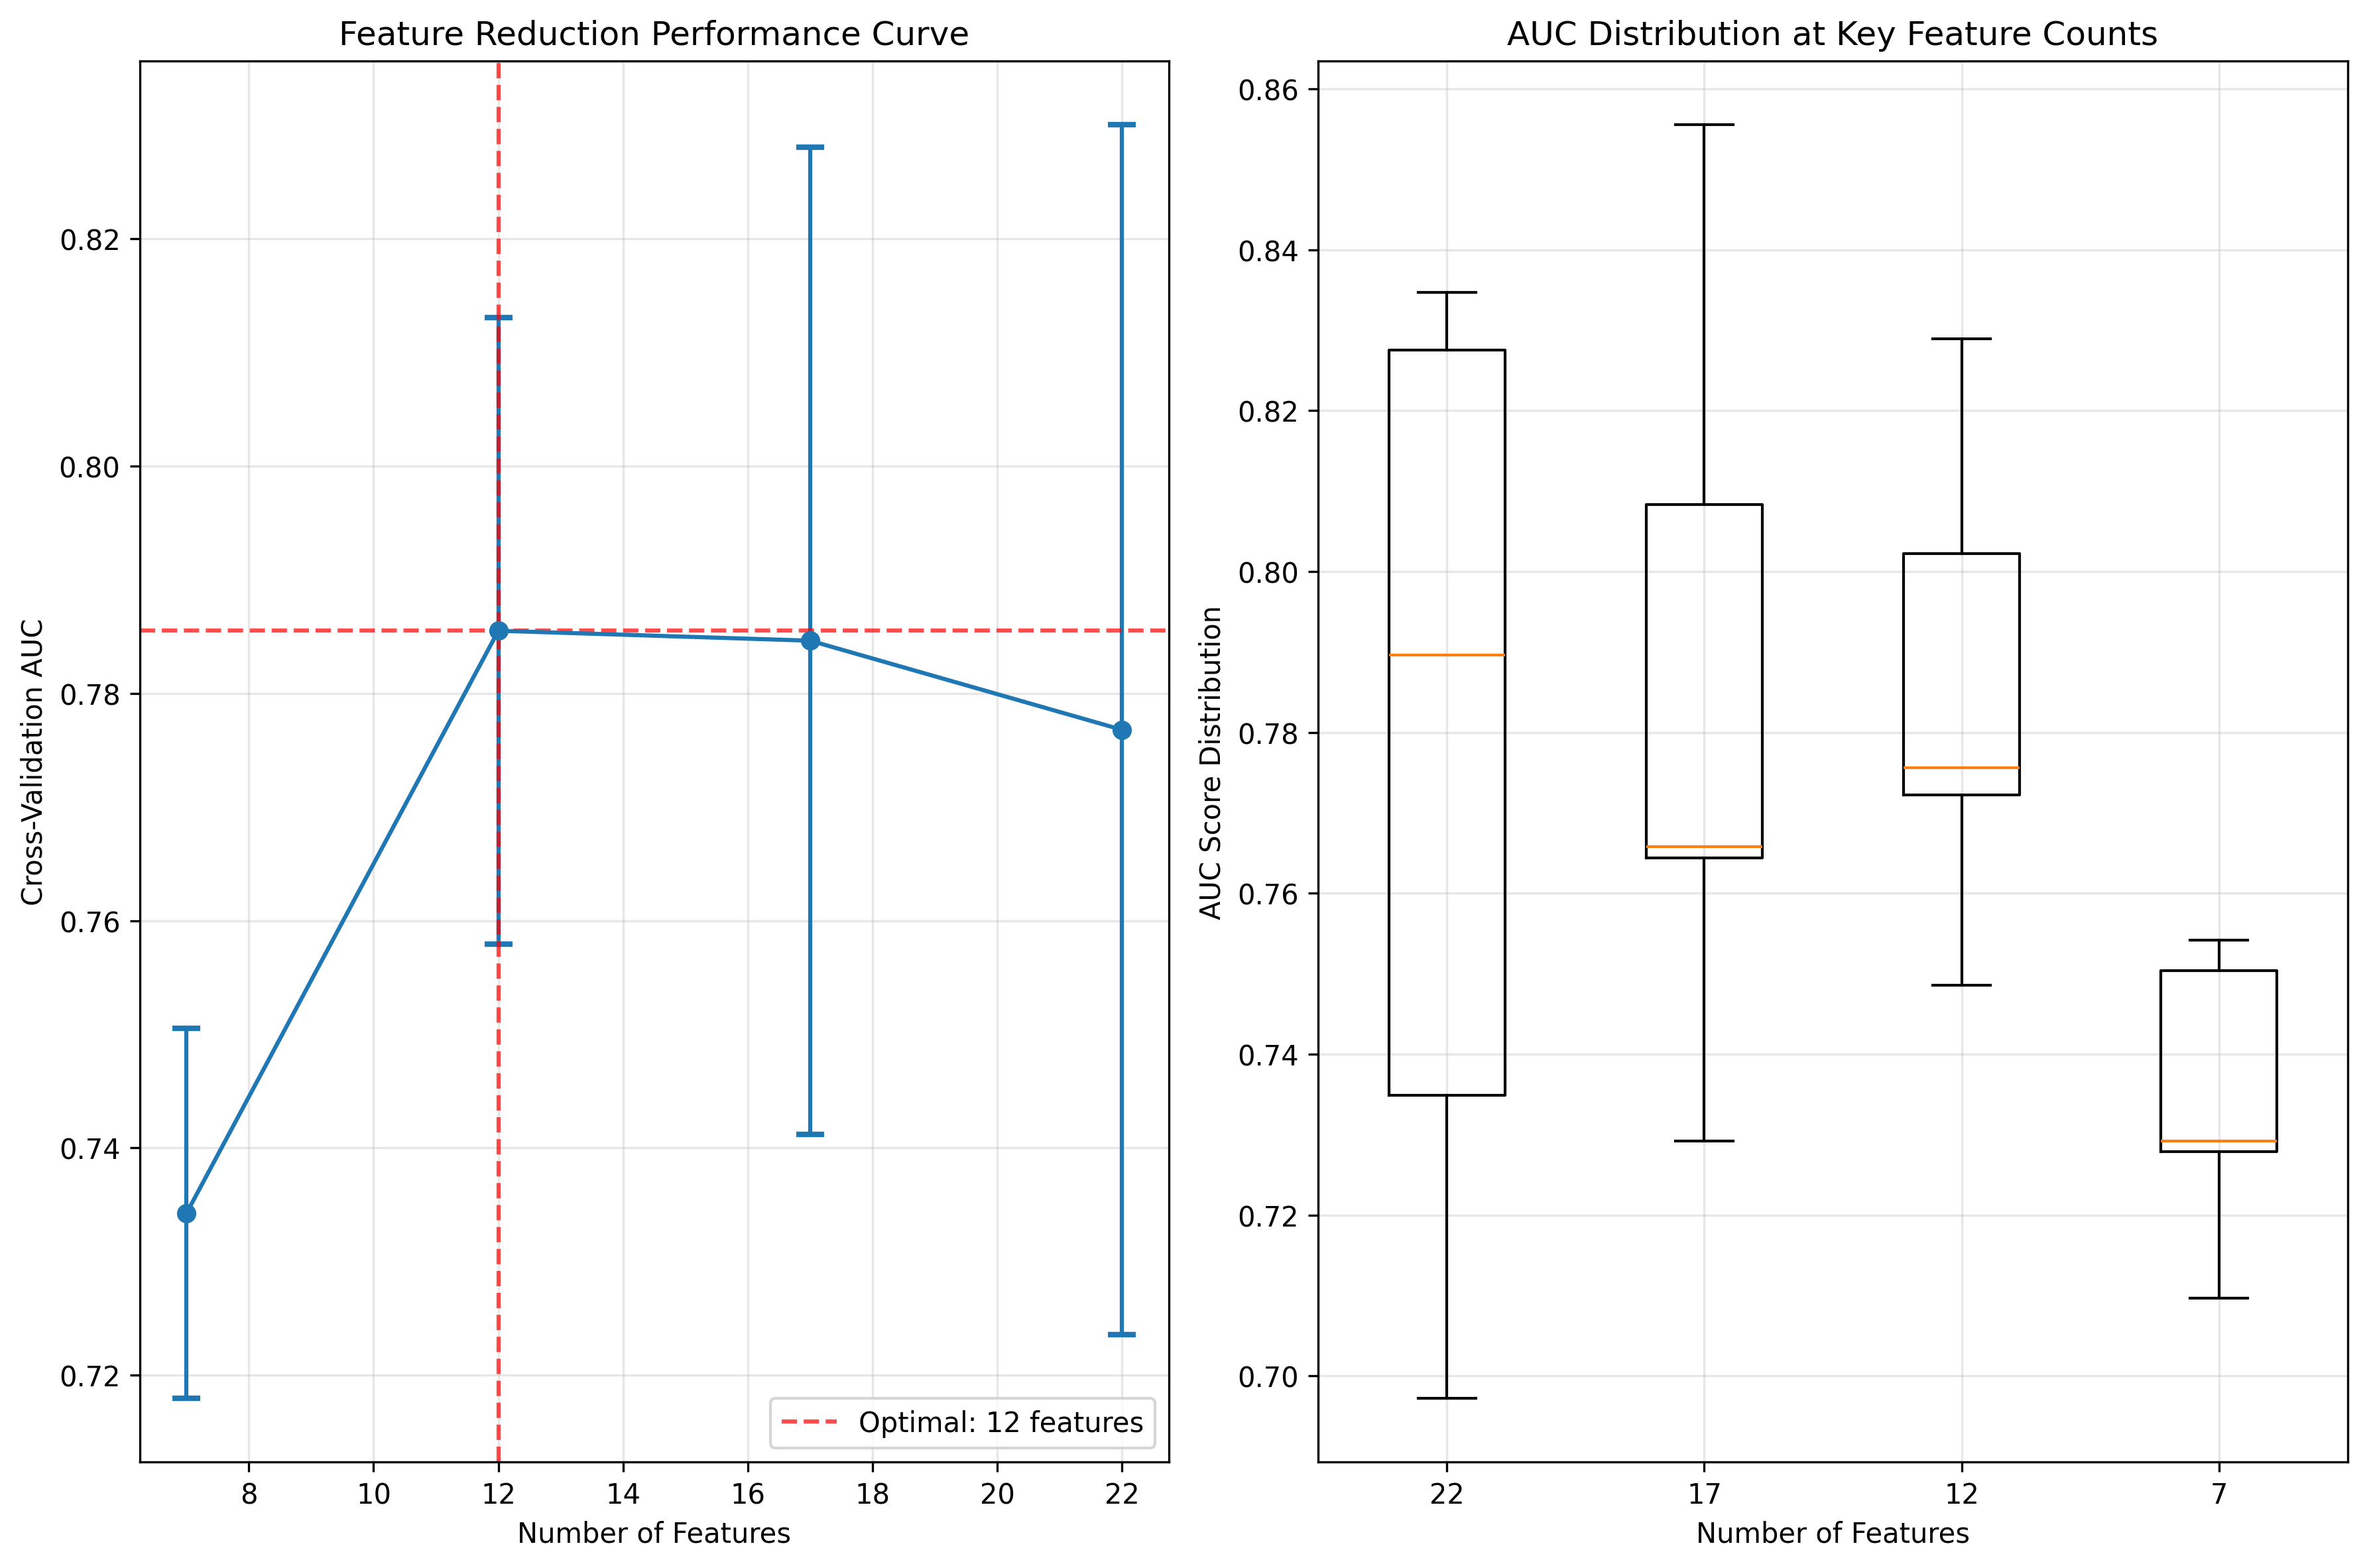 Feature Reduction Performance Curve
Cross-Validation AUC
0.82
0.80
0.78
0.76
0.74
0.72
8 10 12 14 16 18 20 22
Number of Features
Optimal: 12 features
AUC Distribution at Key Feature Counts
AUC Score Distribution
0.86
0.84
0.82
0.80
0.78
0.76
0.74
0.72
0.70
22 17 12 7
Number of Features